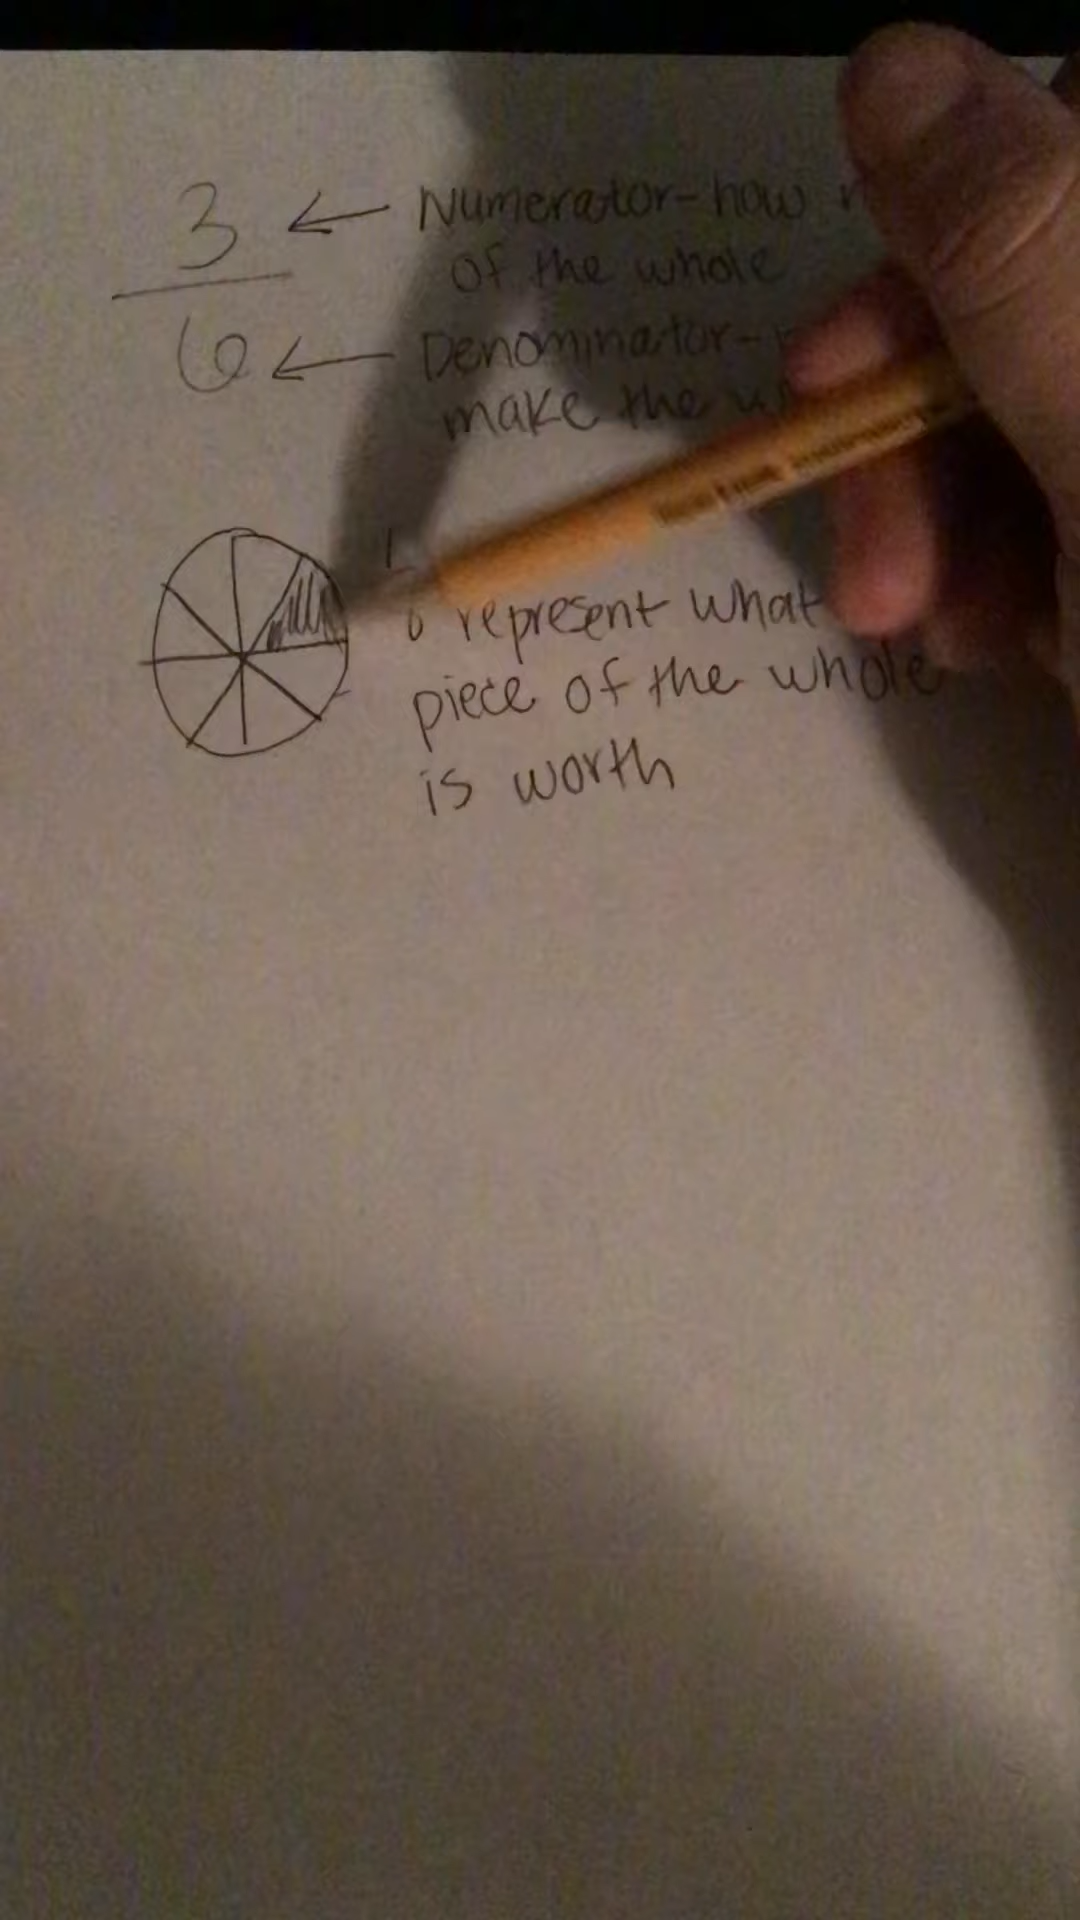 3 ← Numerator - how
of the whole
6 ← Denominator -
make the
represent what
piece of the whole
is worth